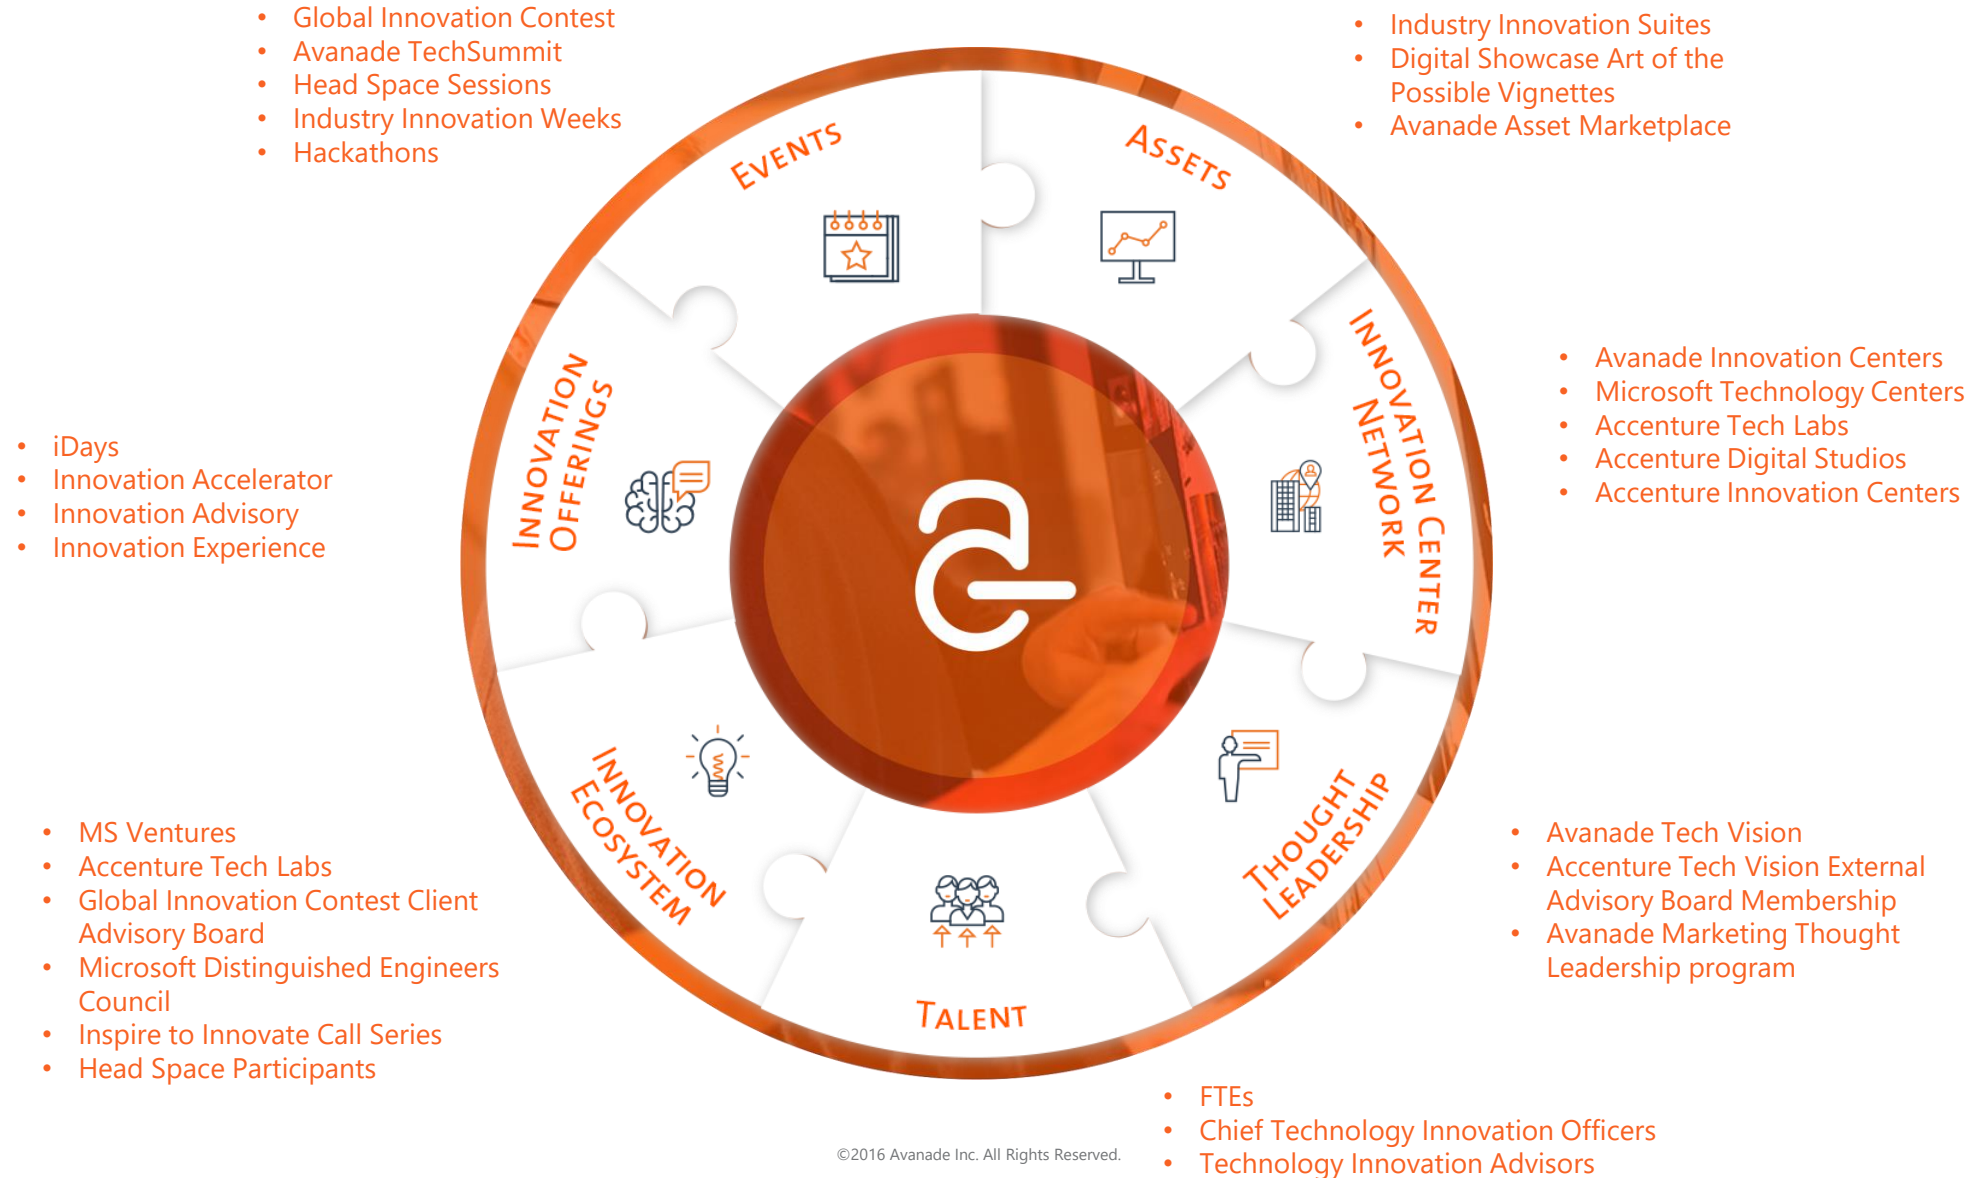 • Global Innovation Contest
• Avanade TechSummit
• Head Space Sessions
• Industry Innovation Weeks
• Hackathons
• Industry Innovation Suites
• Digital Showcase Art of the
Possible Vignettes
• Avanade Asset Marketplace
EVENTS
ASSETS
INNOVATION CENTER
NETWORK
• Avanade Innovation Centers
• Microsoft Technology Centers
• Accenture Tech Labs
• Accenture Digital Studios
• Accenture Innovation Centers
INNOVATION
OFFERINGS
• iDays
• Innovation Accelerator
• Innovation Advisory
• Innovation Experience
INNOVATION
ECOSYSTEM
• MS Ventures
• Accenture Tech Labs
• Global Innovation Contest Client
Advisory Board
• Microsoft Distinguished Engineers
Council
• Inspire to Innovate Call Series
• Head Space Participants
THOUGHT
LEADERSHIP
• Avanade Tech Vision
• Accenture Tech Vision External
Advisory Board Membership
• Avanade Marketing Thought
Leadership program
TALENT
• FTEs
• Chief Technology Innovation Officers
• Technology Innovation Advisors
©2016 Avanade Inc. All Rights Reserved.